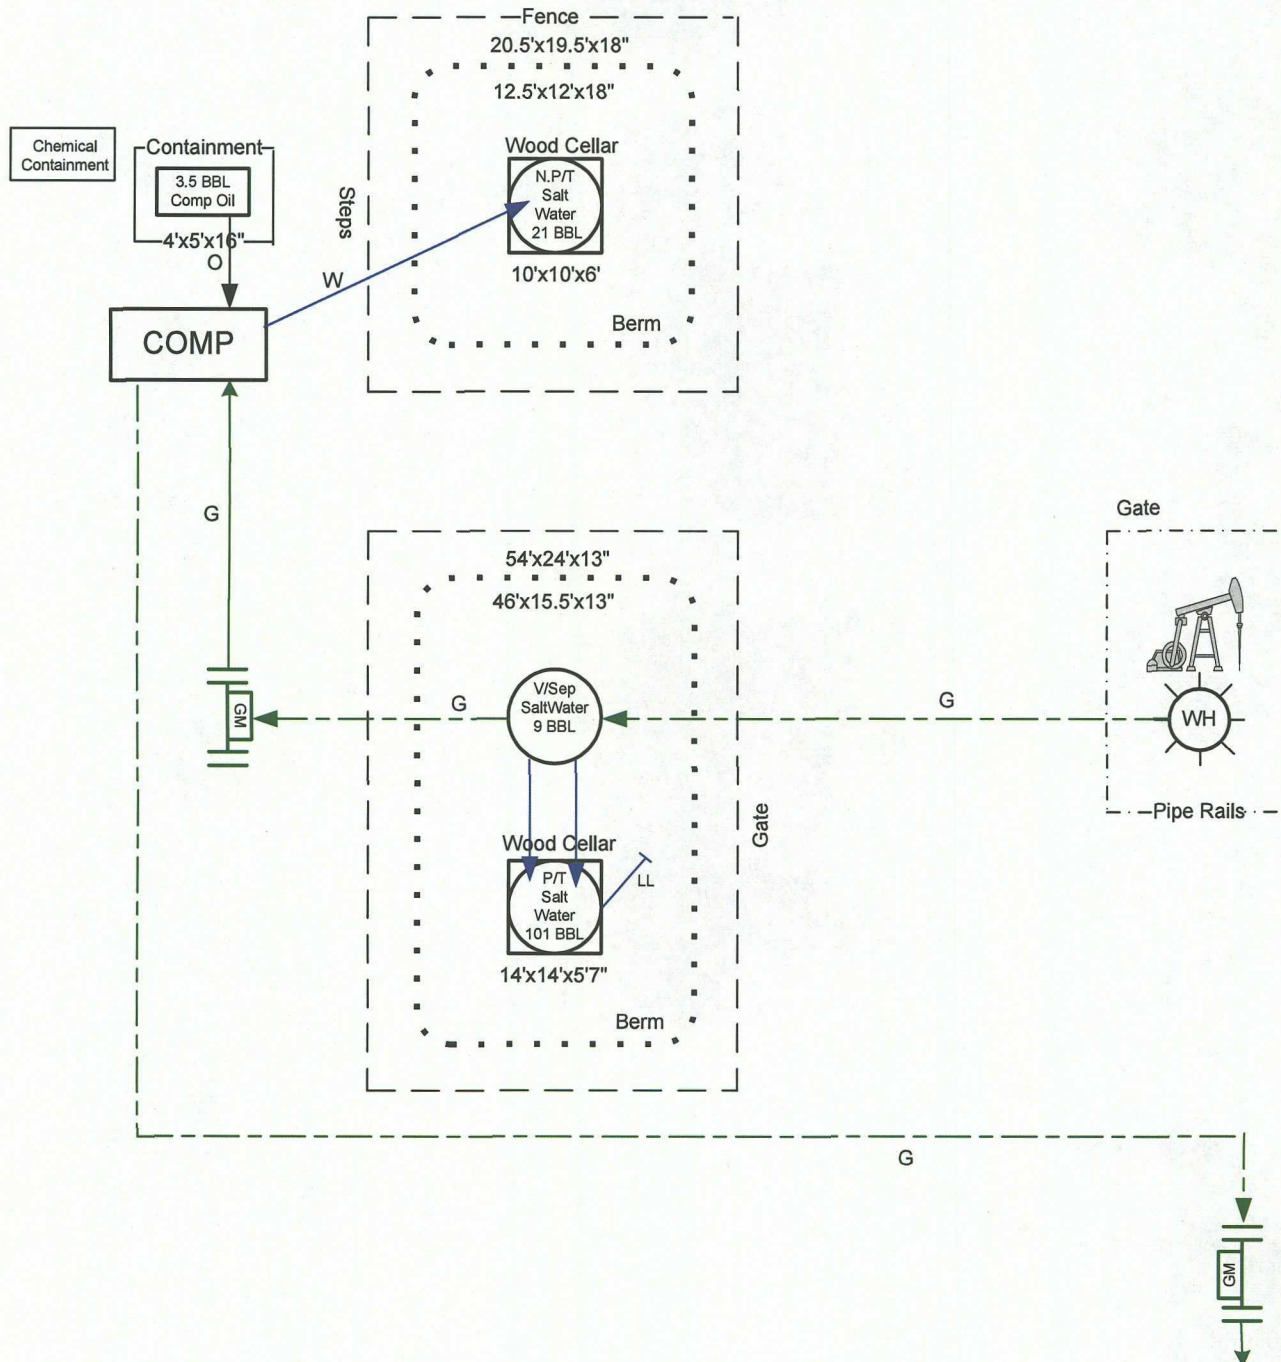 Fence
20.5'x19.5'x18"
12.5'x12'x18"
Wood Cellar
N.P/T
Salt
Water
21 BBL
10'x10'x6'
Berm
Steps
Chemical
Containment
Containment
3.5 BBL
Comp Oil
4'x5'x16"
O
W
COMP
G
GM
54'x24'x13"
46'x15.5'x13"
V/Sep
SaltWater
9 BBL
G
G
Wood Cellar
P/T
Salt
Water
101 BBL
LL
14'x14'x5'7"
Berm
Gate
Gate
WH
Pipe Rails
G
GM